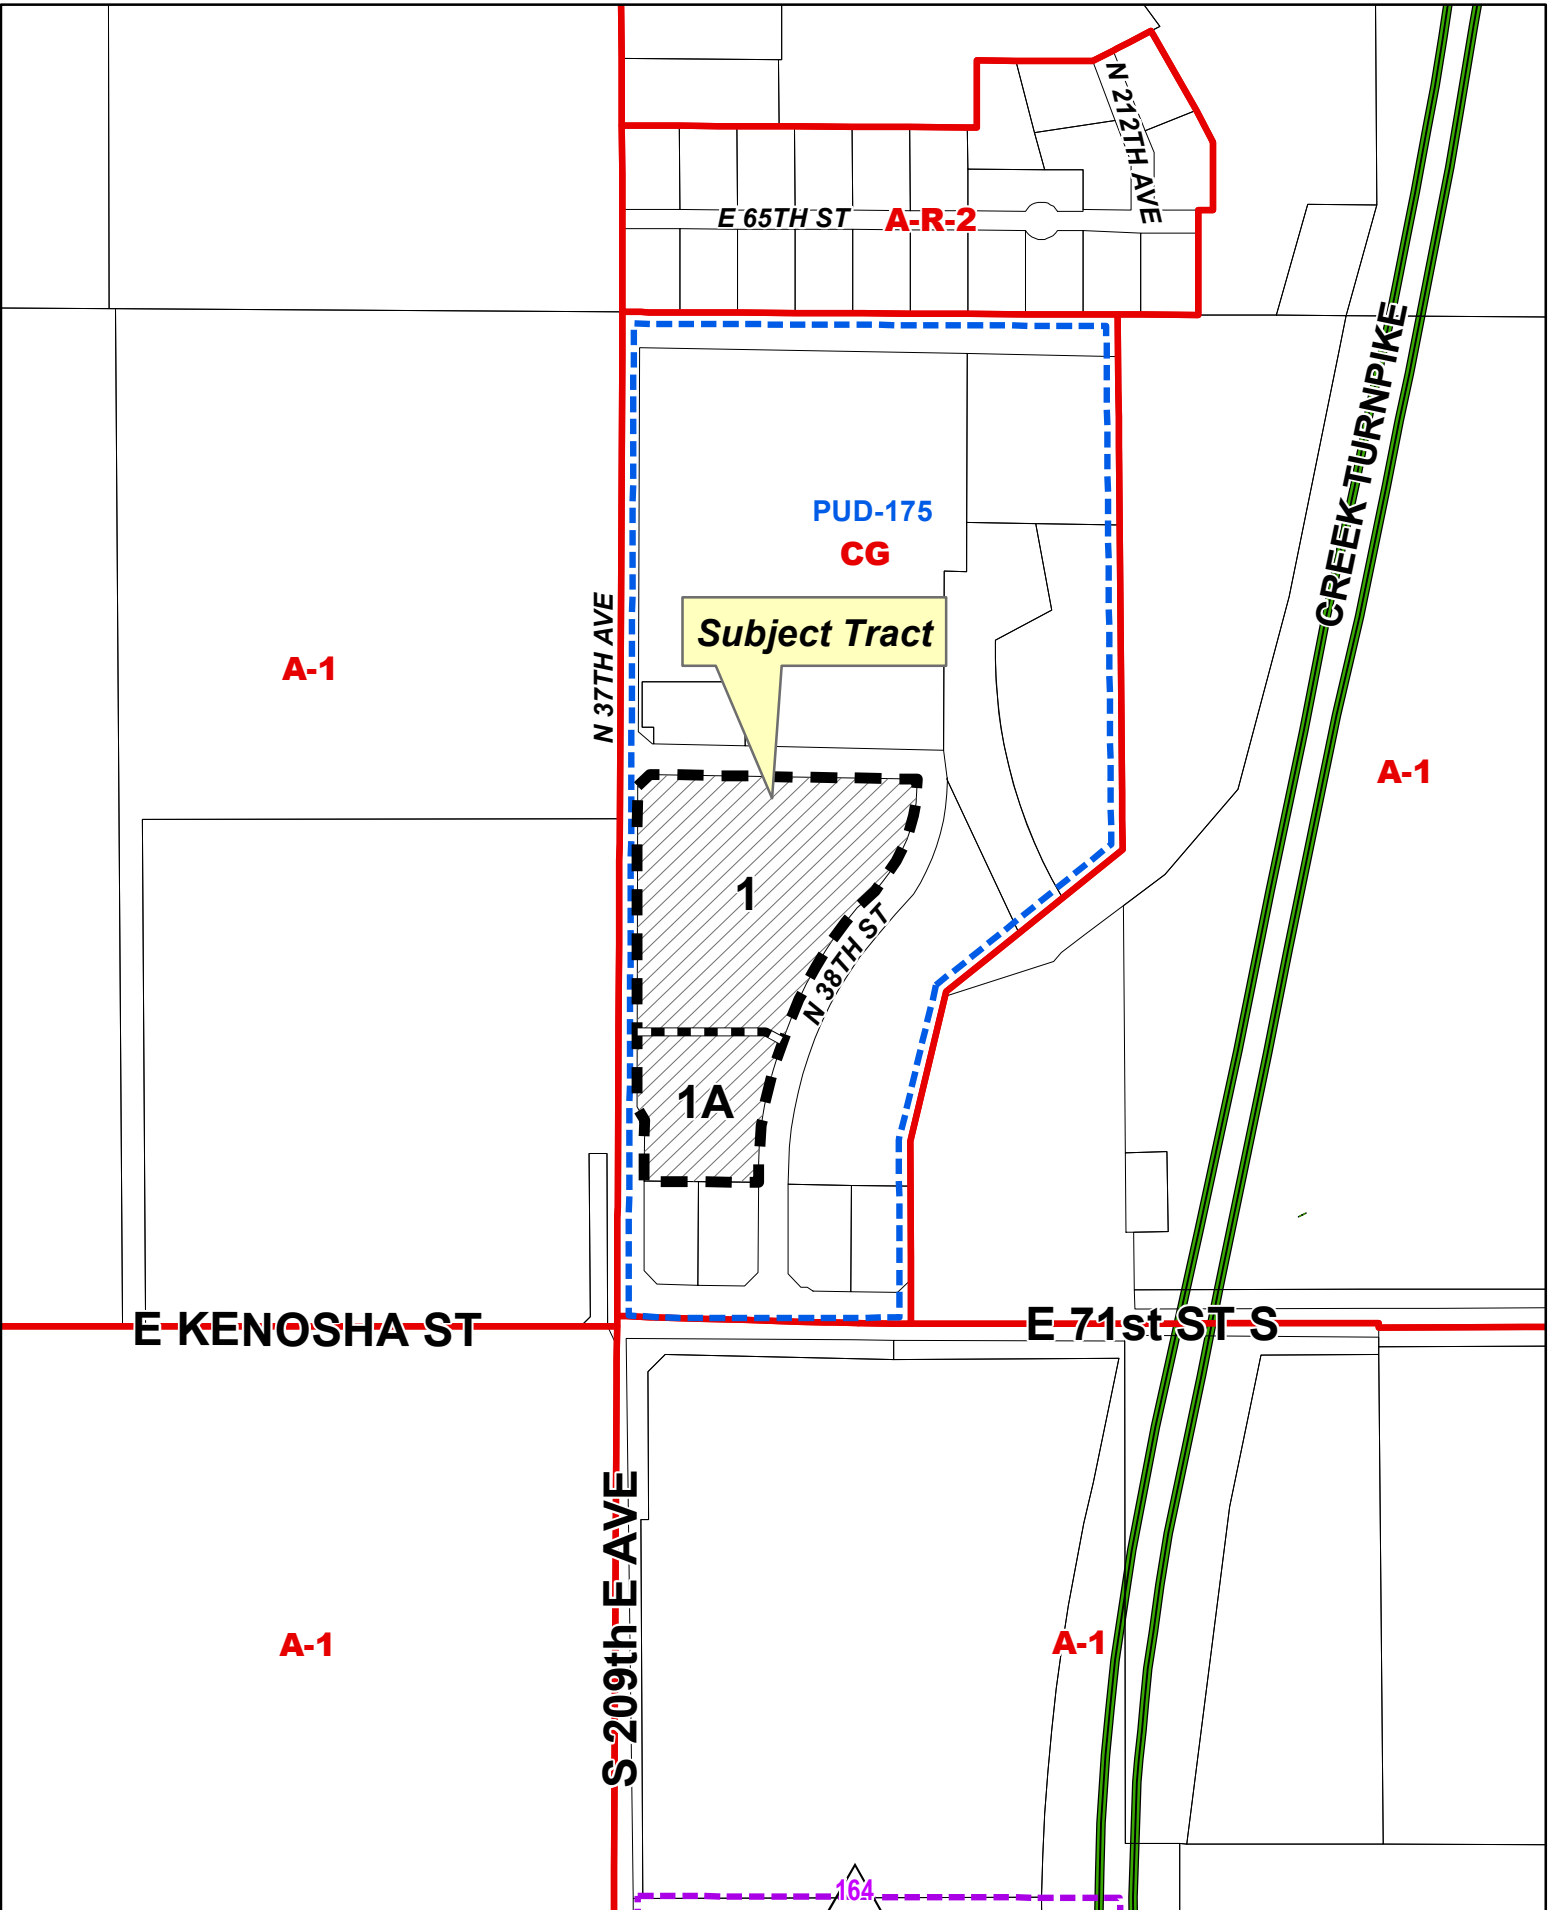 N 212TH AVE
E 65TH ST
A-R-2
CREEK TURNPIKE
PUD-175
CG
N 37TH AVE
Subject Tract
A-1
A-1
1
N 38TH ST
1A
E KENOSHA ST
E 71st ST S
S 209th E AVE
A-1
A-1
164